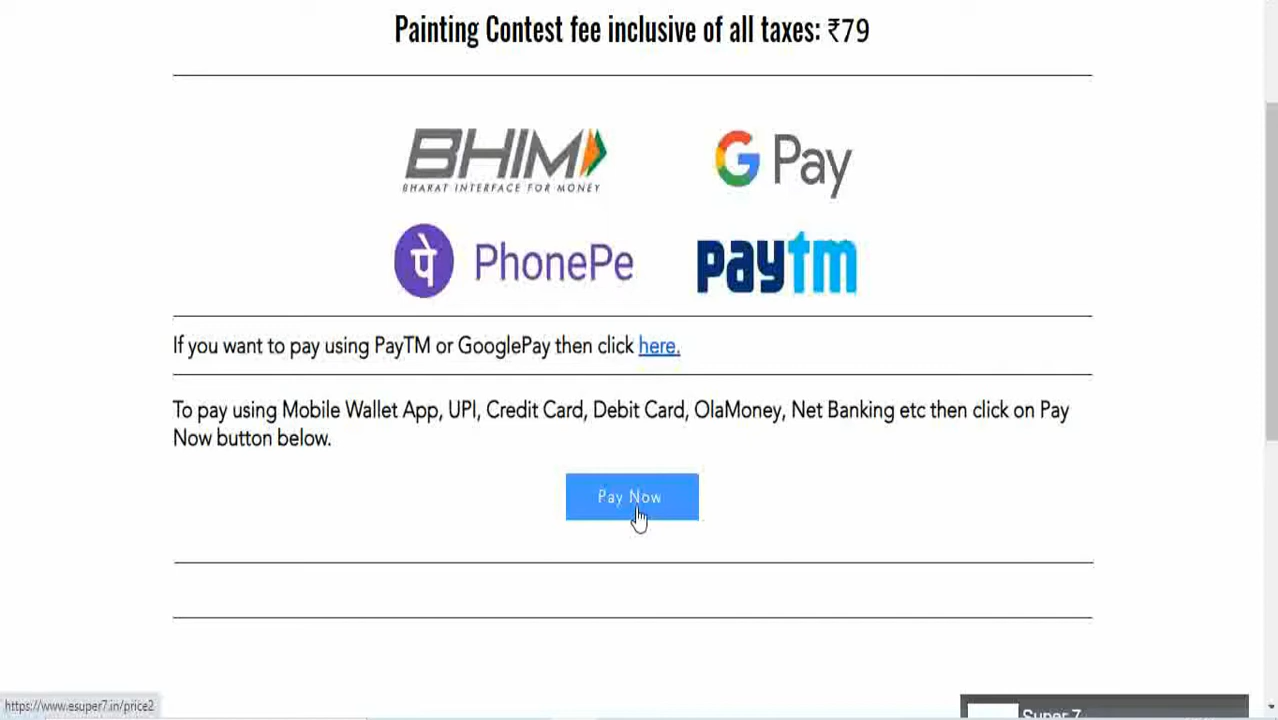 Painting Contest fee inclusive of all taxes: ₹79
BHIM
BHARAT INTERFACE FOR MONEY
G Pay
पे PhonePe
paytm
If you want to pay using PayTM or GooglePay then click here.
To pay using Mobile Wallet App, UPI, Credit Card, Debit Card, OlaMoney, Net Banking etc then click on Pay
Now button below.
Pay Now
https://www.esuper7.in/price2
Super 7